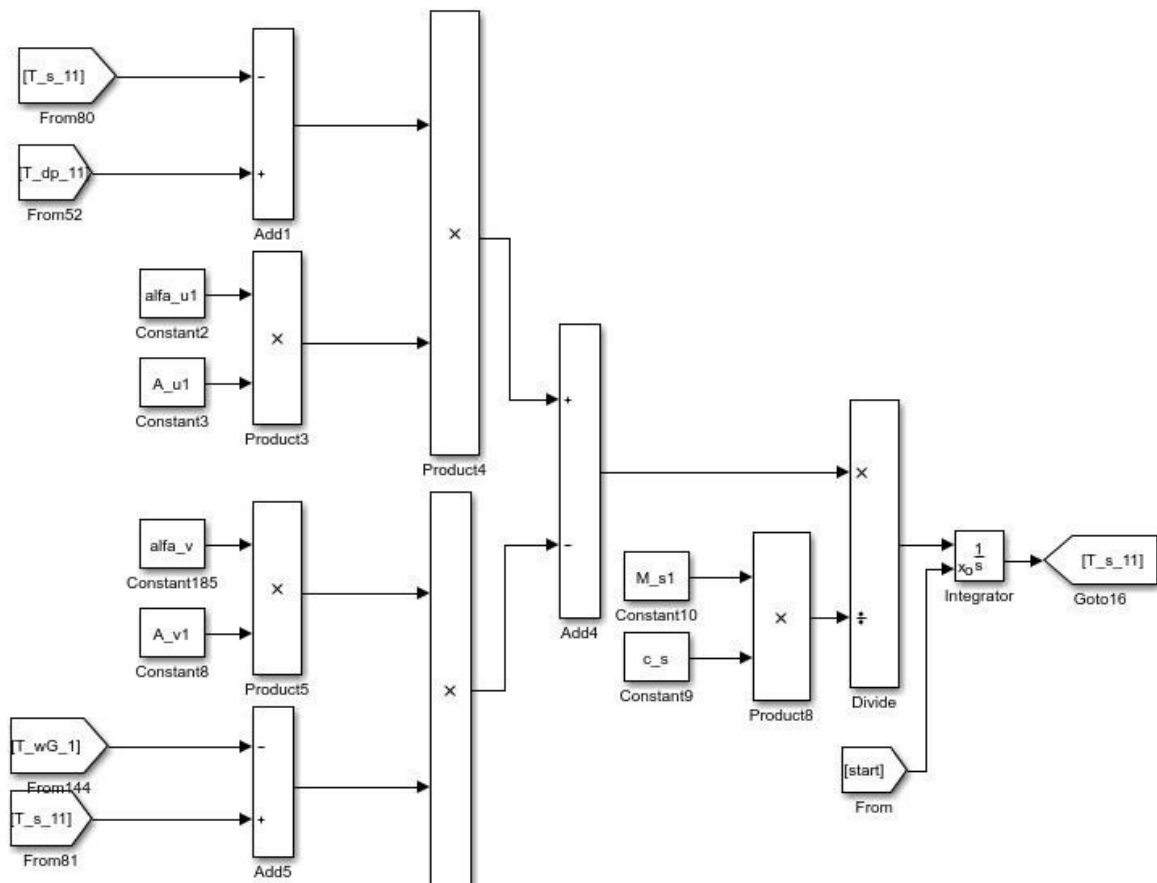 [T_s_11]
−
From80
[T_dp_11]
+
From52
Add1
×
alfa_u1
Constant2
×
A_u1
Constant3
Product3
Product4
+
−
Add4
alfa_v
Constant185
×
A_v1
Constant8
Product5
×
[T_wG_1]
−
From144
[T_s_11]
+
From81
Add5
M_s1
Constant10
×
c_s
Constant9
Product8
×
÷
Divide
1
xo s
Integrator
[T_s_11]
Goto16
[start]
From